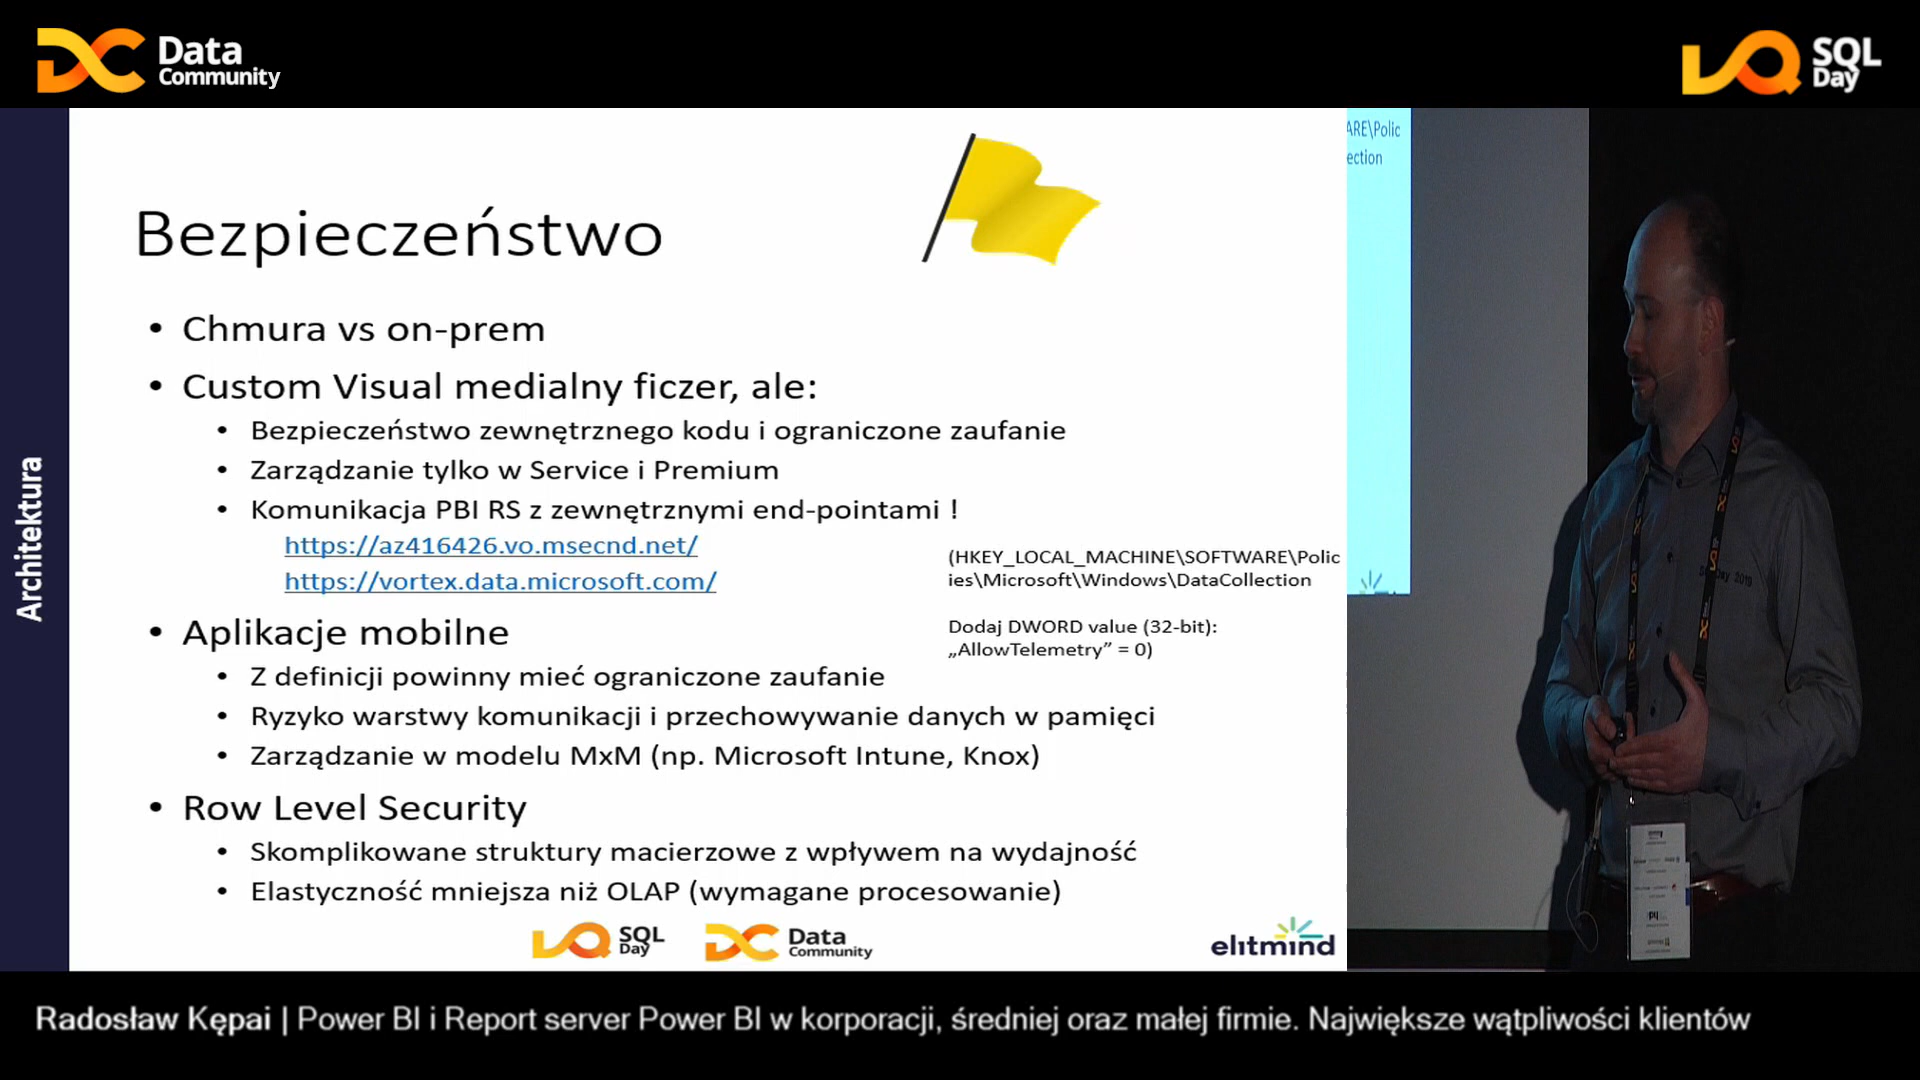 Data
Community
SQL
Day
Architektura
Bezpieczeństwo
• Chmura vs on-prem
• Custom Visual medialny ficzer, ale:
• Bezpieczeństwo zewnętrznego kodu i ograniczone zaufanie
• Zarządzanie tylko w Service i Premium
• Komunikacja PBI RS z zewnętrznymi end-pointami !
https://az416426.vo.msecnd.net/
https://vortex.data.microsoft.com/
(HKEY_LOCAL_MACHINE\SOFTWARE\Polic
ies\Microsoft\Windows\DataCollection
Dodaj DWORD value (32-bit):
„AllowTelemetry” = 0)
• Aplikacje mobilne
• Z definicji powinny mieć ograniczone zaufanie
• Ryzyko warstwy komunikacji i przechowywanie danych w pamięci
• Zarządzanie w modelu MxM (np. Microsoft Intune, Knox)
• Row Level Security
• Skomplikowane struktury macierzowe z wpływem na wydajność
• Elastyczność mniejsza niż OLAP (wymagane procesowanie)
SQL
Day
Data
Community
elitmind
ARE\Polic
ection
Day 2019
Radosław Kępai | Power BI i Report server Power BI w korporacji, średniej oraz małej firmie. Największe wątpliwości klientów